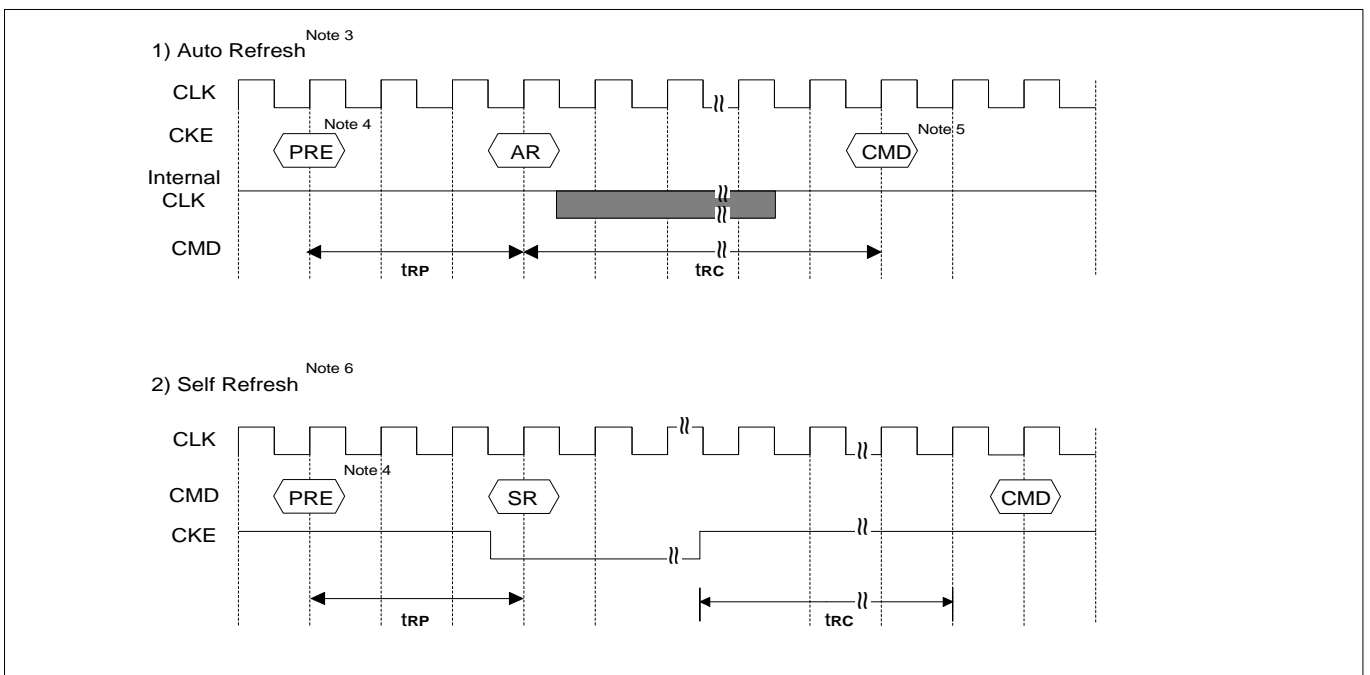 1) Auto Refresh Note 3
CLK
CKE
Note 4
Note 5
PRE
AR
CMD
Internal
CLK
CMD
tRP
tRC
2) Self Refresh Note 6
CLK
Note 4
CMD
PRE
SR
CMD
CKE
tRP
tRC